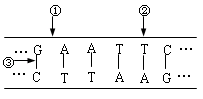 ① ②
… G A A T T C …
③
… C T T A A G …